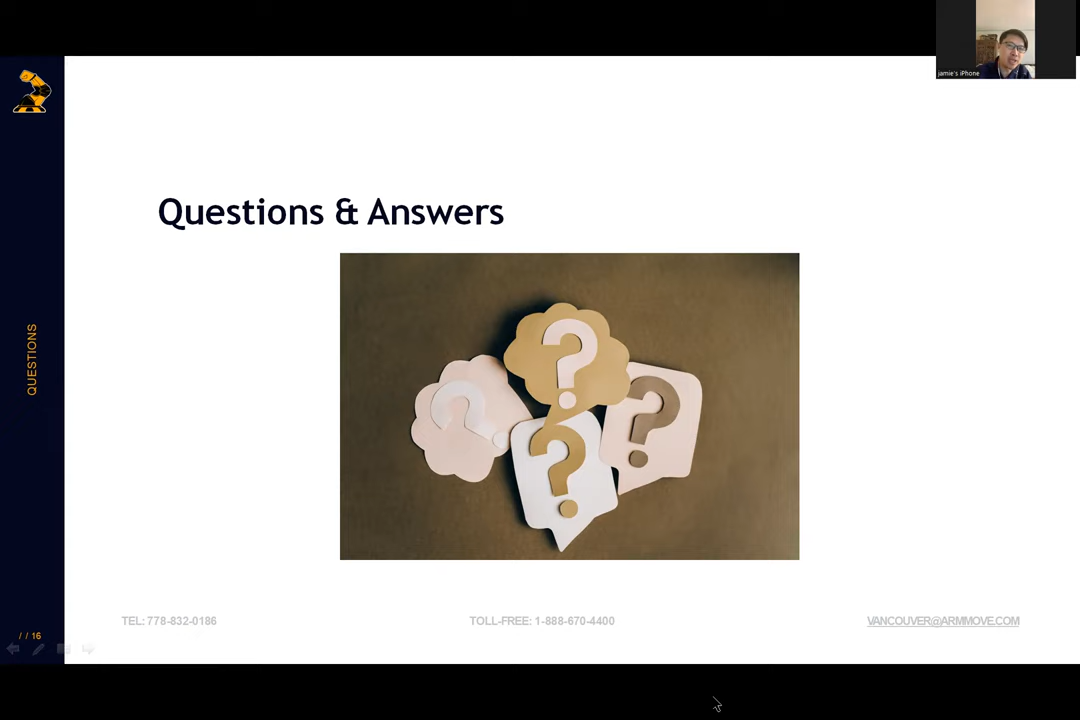 jamie's iPhone
Questions & Answers
QUESTIONS
? ? ? ?
TEL: 778-832-0186
TOLL-FREE: 1-888-670-4400
VANCOUVER@ARMMOVE.COM
/ / 16